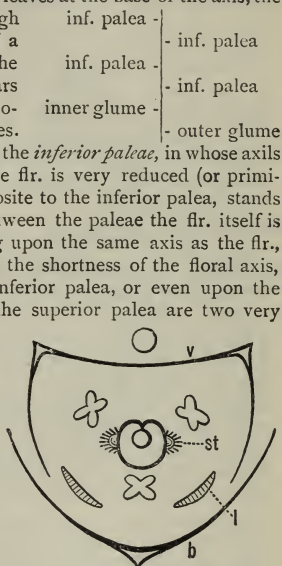 leaves at the base of the axis, the
gh inf. palea -
f a - inf. palea
he inf. palea -
ars - inf. palea
o- inner glume -
es. - outer glume
the inferior paleae, in whose axils
e flr. is very reduced (or primi-
osite to the inferior palea, stands
tween the paleae the flr. itself is
g upon the same axis as the flr.,
the shortness of the floral axis,
nferior palea, or even upon the
he superior palea are two very
v
st
l
b